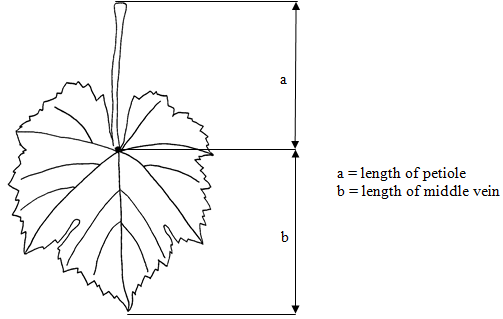 a
a = length of petiole
b = length of middle vein
b